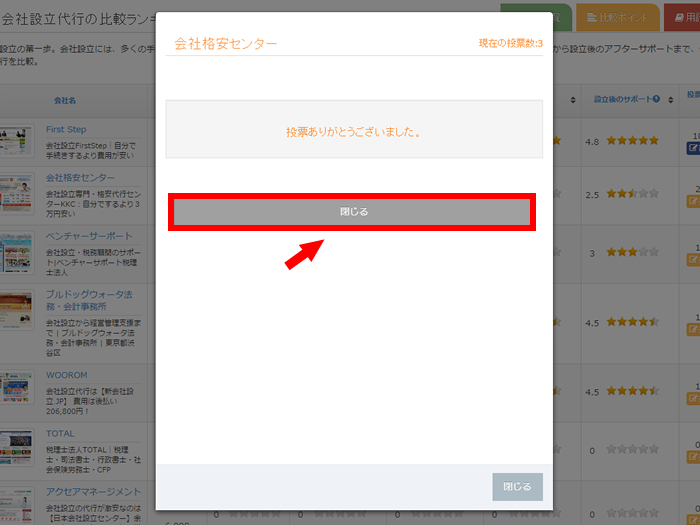 会社設立代行の比較ラン
比較ポイント
設立の第一歩。会社設立には、多くの手
から設立後のアフターサポートまで、
行を比較。
会社格安センター
現在の投票数:3
投票ありがとうございました。
閉じる
閉じる
会社名
設立後のサポート
First Step
会社設立FirstStep｜自分で
手続きするより費用が安い
4.8
会社格安センター
会社設立専門・格安代行セン
ターKKC：自分でするより3
万円安い
2.5
ベンチャーサポート
会社設立・税務顧問のサポー
ト|ベンチャーサポート税理
士法人
3
ブルドッグウォータ法
務・会計事務所
会社設立から経営管理支援ま
で | ブルドッグウォータ法
務・会計事務所 | 東京都渋
谷区
4.5
WOOROM
会社設立代行は【新会社設
立.JP】 費用は後払い
206,800円！
4.5
TOTAL
税理士法人TOTAL｜税理
士・司法書士・行政書士・社
会保険労務士・CFP
0
アクセアマネージメント
会社設立の代行が激安なのは
【日本会社設立センター】余
0
0
0
0
0